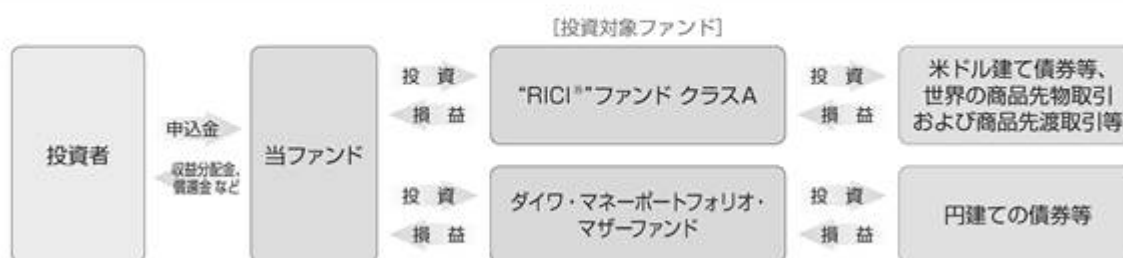 [投資対象ファンド]
投資者
申込金
収益分配金、
償還金 など
当ファンド
投 資
損 益
"RICI®"ファンド クラスA
投 資
損 益
米ドル建て債券等、
世界の商品先物取引
および商品先渡取引等
投 資
損 益
ダイワ・マネーポートフォリオ・
マザーファンド
投 資
損 益
円建ての債券等